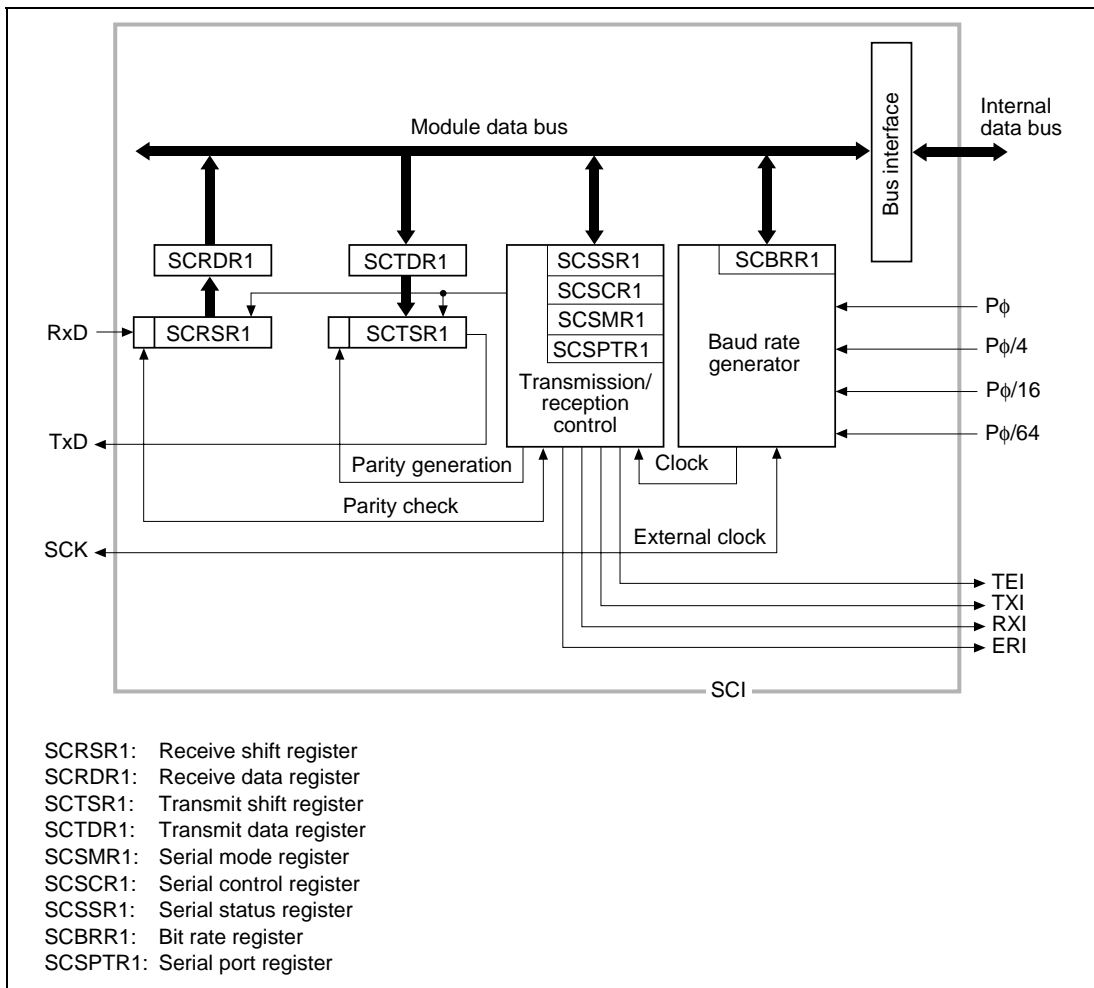 Module data bus
Bus interface
Internal
data bus
SCRDR1
SCTDR1
SCSSR1
SCSCR1
SCSMR1
SCSPTR1
Transmission/
reception
control
SCBRR1
Baud rate
generator
RxD
SCRSR1
SCTSR1
Pφ
Pφ/4
Pφ/16
Pφ/64
TxD
Parity generation
Clock
Parity check
SCK
External clock
TEI
TXI
RXI
ERI
SCI
SCRSR1: Receive shift register
SCRDR1: Receive data register
SCTSR1: Transmit shift register
SCTDR1: Transmit data register
SCSMR1: Serial mode register
SCSCR1: Serial control register
SCSSR1: Serial status register
SCBRR1: Bit rate register
SCSPTR1: Serial port register